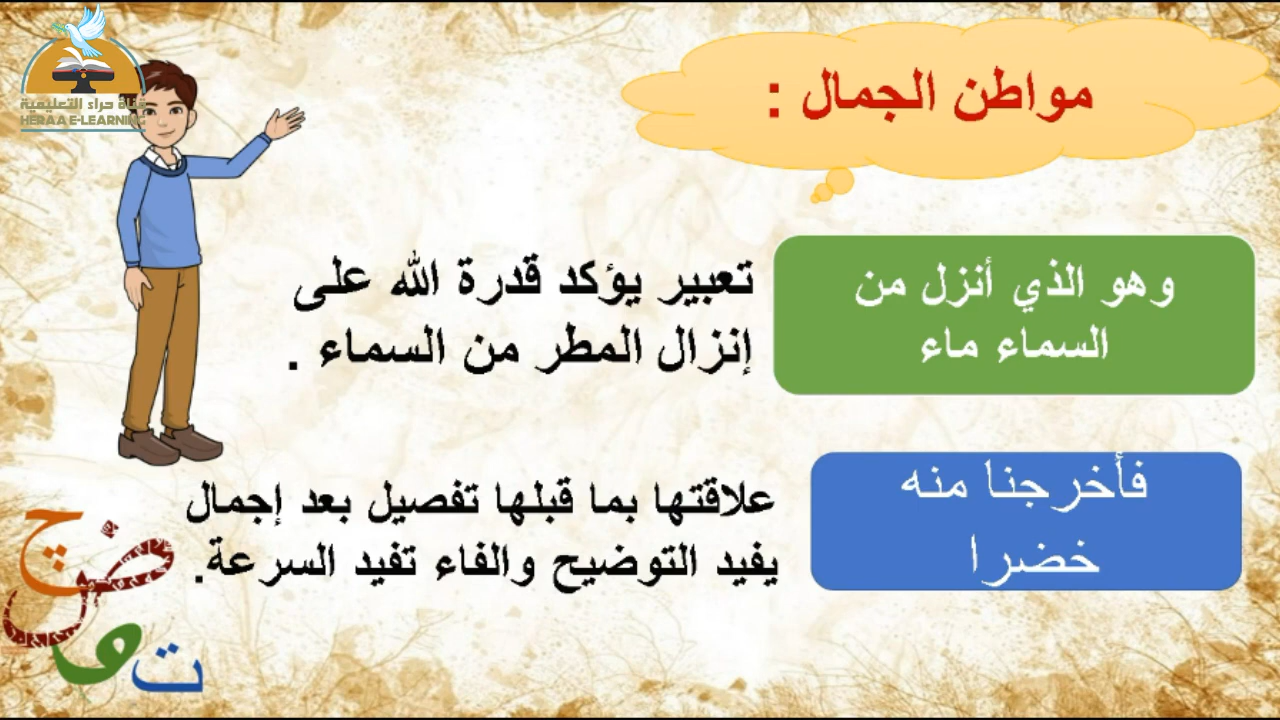 قناة حراء التعليمية
HERAA E-LEARNING
مواطن الجمال :
وهو الذي أنزل من
السماء ماء
تعبير يؤكد قدرة الله على
إنزال المطر من السماء .
فأخرجنا منه
خضرا
علاقتها بما قبلها تفصيل بعد إجمال
يفيد التوضيح والفاء تفيد السرعة.
ج
ض
و
ت